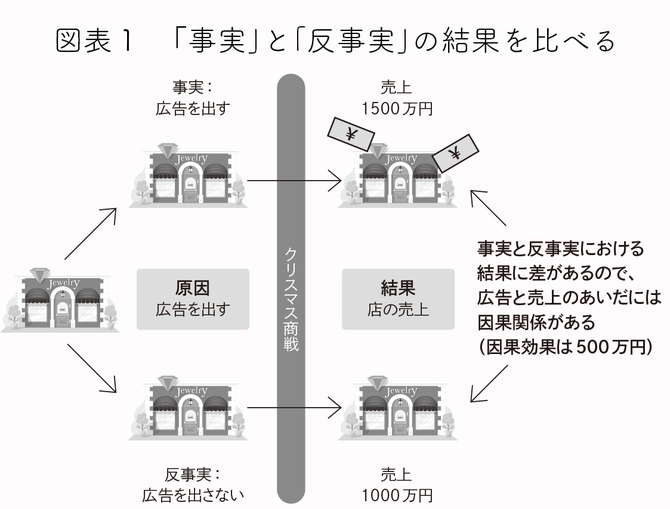 図表1　「事実」と「反事実」の結果を比べる
事実：
広告を出す
売上
1500万円
¥
¥
Jewelry
Jewelry
クリスマス商戦
Jewelry
原因
広告を出す
結果
店の売上
事実と反事実における
結果に差があるので、
広告と売上のあいだには
因果関係がある
（因果効果は500万円）
Jewelry
Jewelry
反事実：
広告を出さない
売上
1000万円